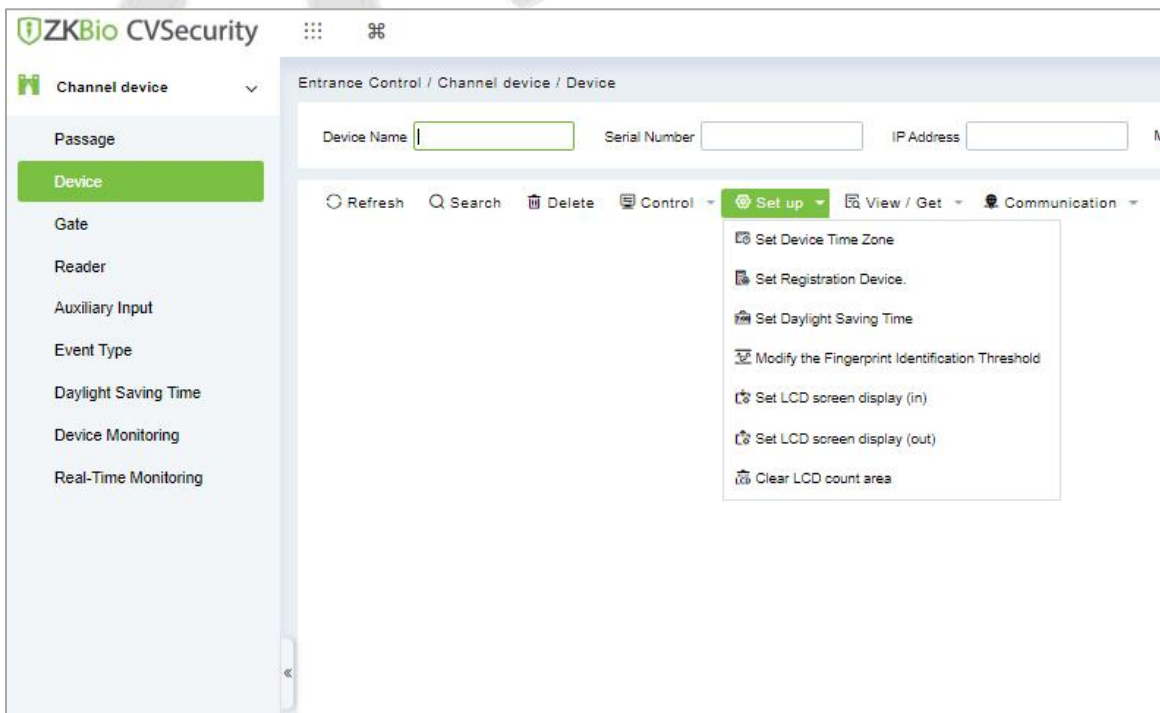 ZKBio CVSecurity
Channel device
Entrance Control / Channel device / Device
Passage
Device
Gate
Reader
Auxiliary Input
Event Type
Daylight Saving Time
Device Monitoring
Real-Time Monitoring
Device Name Serial Number IP Address M
Refresh Search Delete Control Set up View / Get Communication
Set Device Time Zone
Set Registration Device.
Set Daylight Saving Time
Modify the Fingerprint Identification Threshold
Set LCD screen display (in)
Set LCD screen display (out)
Clear LCD count area